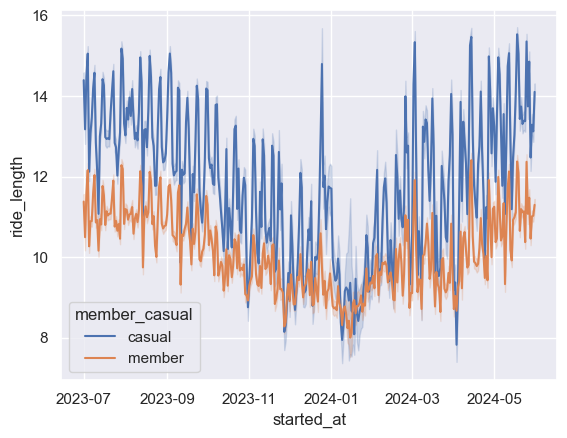 16
14
12
10
8
ride_length
member_casual
casual
member
2023-07 2023-09 2023-11 2024-01 2024-03 2024-05
started_at